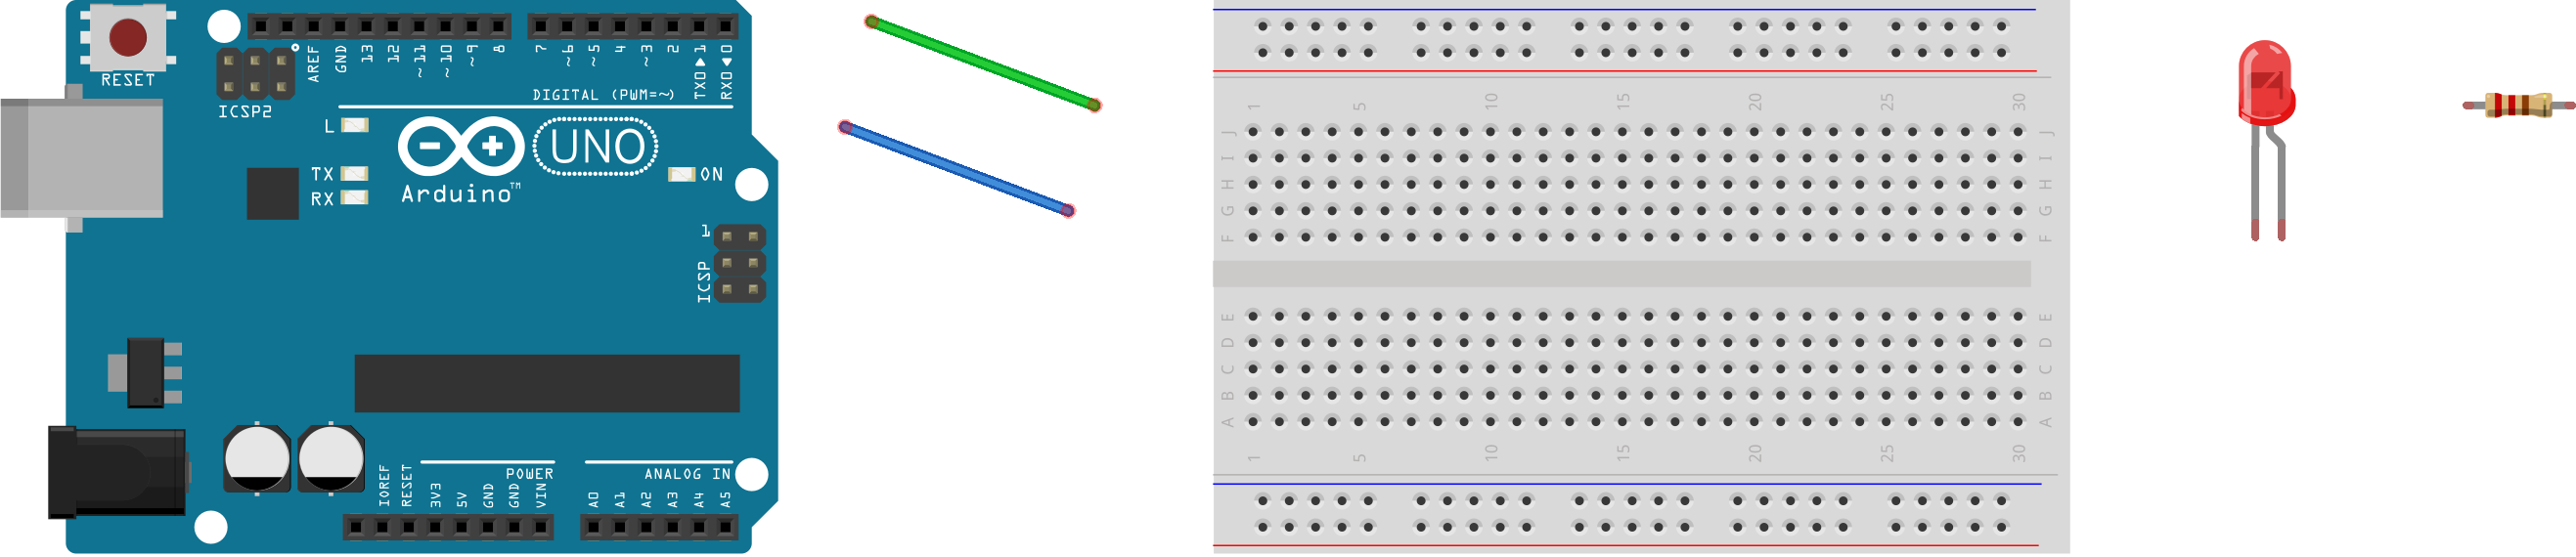 RESET
ICSP2
AREF
GND
13
12
~11
~10
~9
8
7
~6
~5
4
~3
2
TX0▶1
RX0◀0
DIGITAL (PWM=~)
L
TX
RX
UNO
Arduino™
ON
1
ICSP
IOREF
RESET
3V3
5V
GND
GND
VIN
POWER
ANALOG IN
A0
A1
A2
A3
A4
A5
1 5 10 15 20 25 30
J J
I I
H H
G G
F F
E E
D D
C C
B B
A A
1 5 10 15 20 25 30